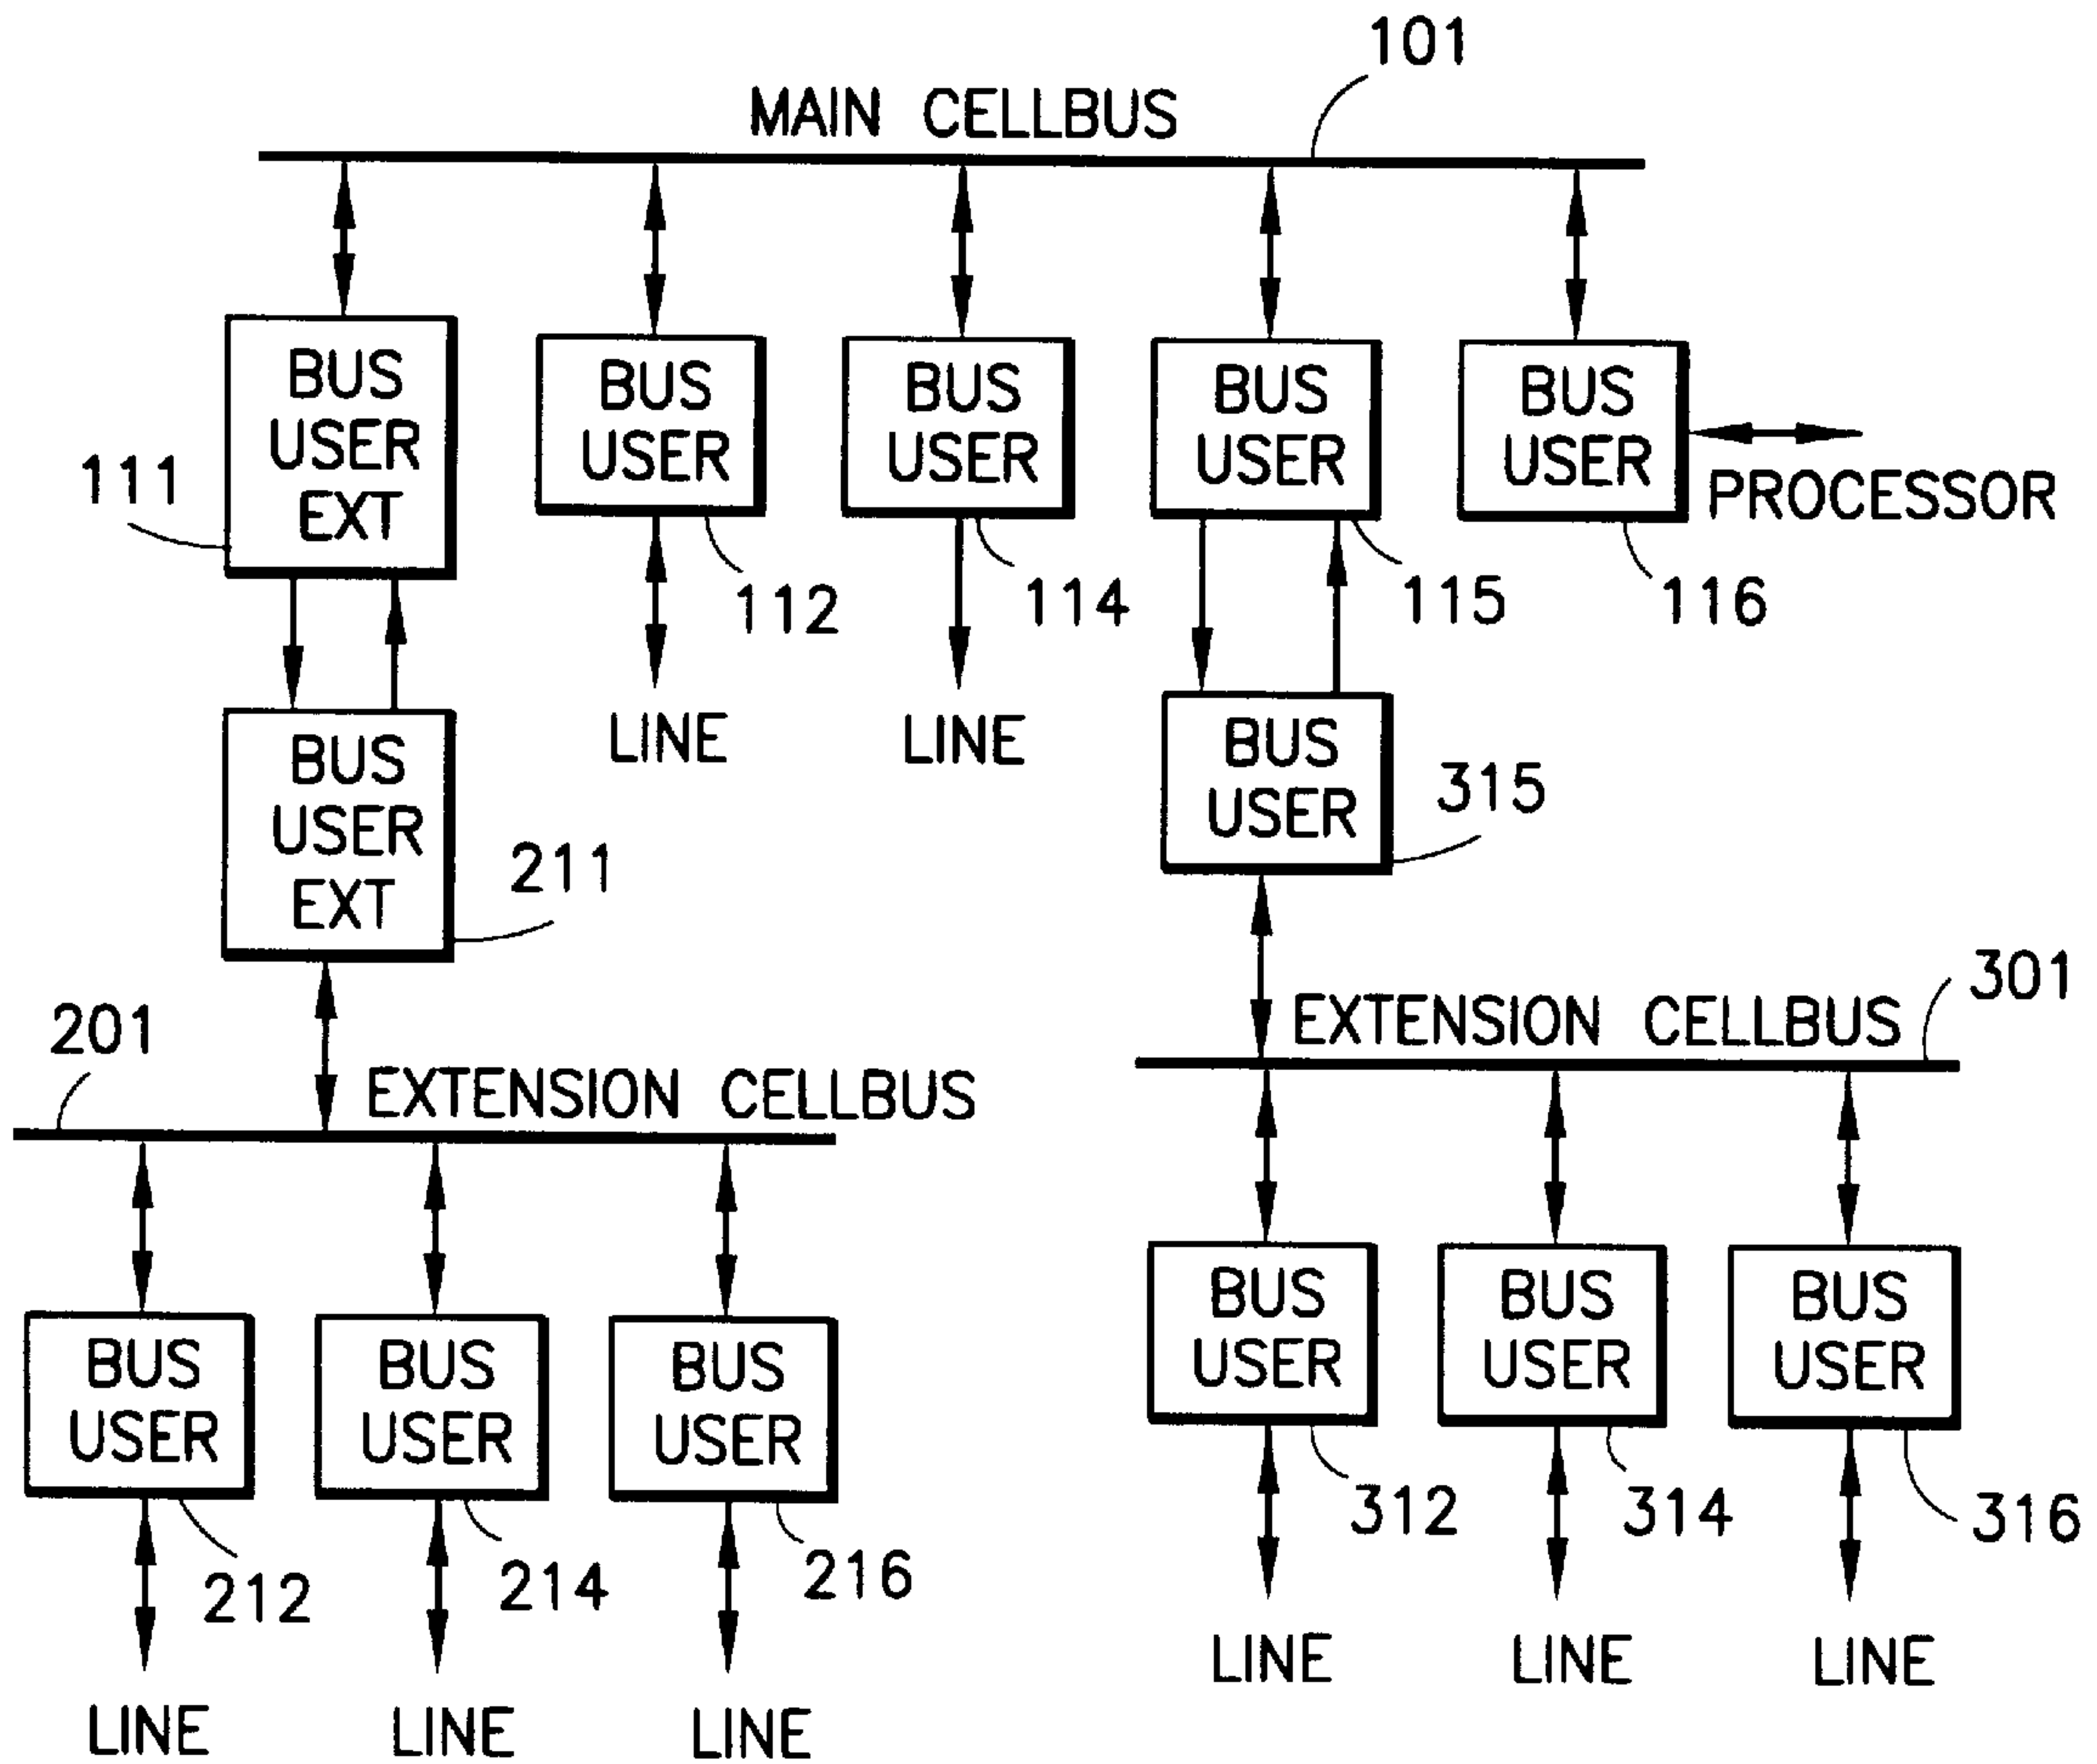 101
MAIN CELLBUS
BUS
USER
EXT
111
BUS
USER
112
BUS
USER
114
BUS
USER
115
BUS
USER
116
PROCESSOR
LINE
LINE
BUS
USER
EXT
211
BUS
USER
315
201
EXTENSION CELLBUS
301
EXTENSION CELLBUS
BUS
USER
212
BUS
USER
214
BUS
USER
216
BUS
USER
312
BUS
USER
314
BUS
USER
316
LINE
LINE
LINE
LINE
LINE
LINE